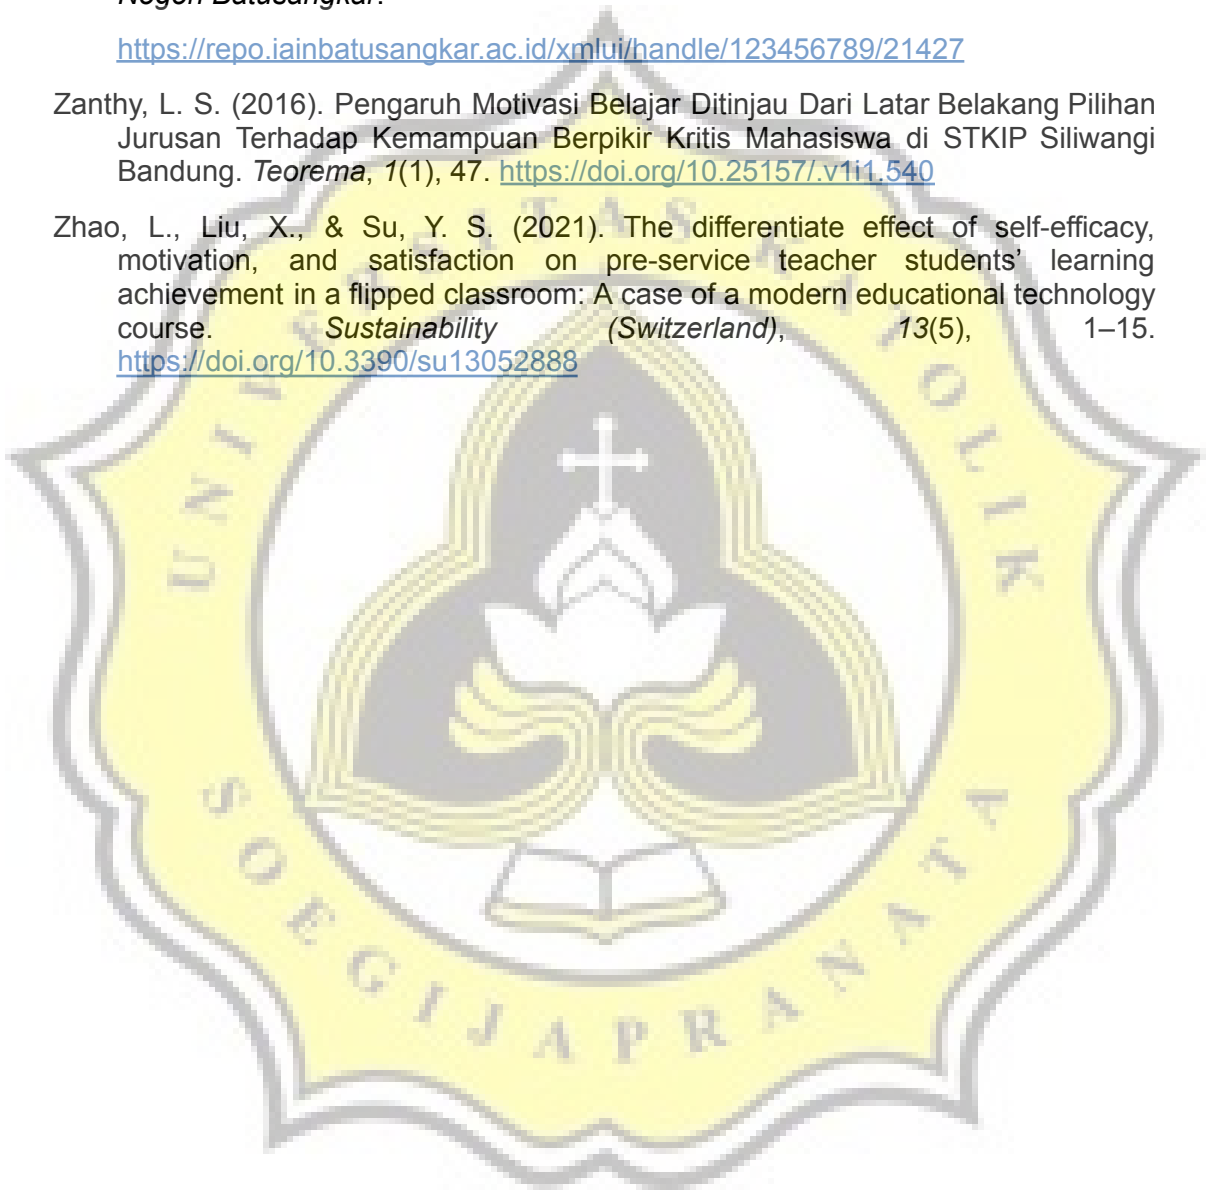 Negeri Batusangkar.
https://repo.iainbatusangkar.ac.id/xmlui/handle/123456789/21427
Zanthy, L. S. (2016). Pengaruh Motivasi Belajar Ditinjau Dari Latar Belakang Pilihan
Jurusan Terhadap Kemampuan Berpikir Kritis Mahasiswa di STKIP Siliwangi
Bandung. Teorema, 1(1), 47. https://doi.org/10.25157/.v1i1.540
Zhao, L., Liu, X., & Su, Y. S. (2021). The differentiate effect of self-efficacy,
motivation, and satisfaction on pre-service teacher students’ learning
achievement in a flipped classroom: A case of a modern educational technology
course. Sustainability (Switzerland), 13(5), 1–15.
https://doi.org/10.3390/su13052888
UNIVERSITAS KATOLIK
SOEGIJAPRANATA